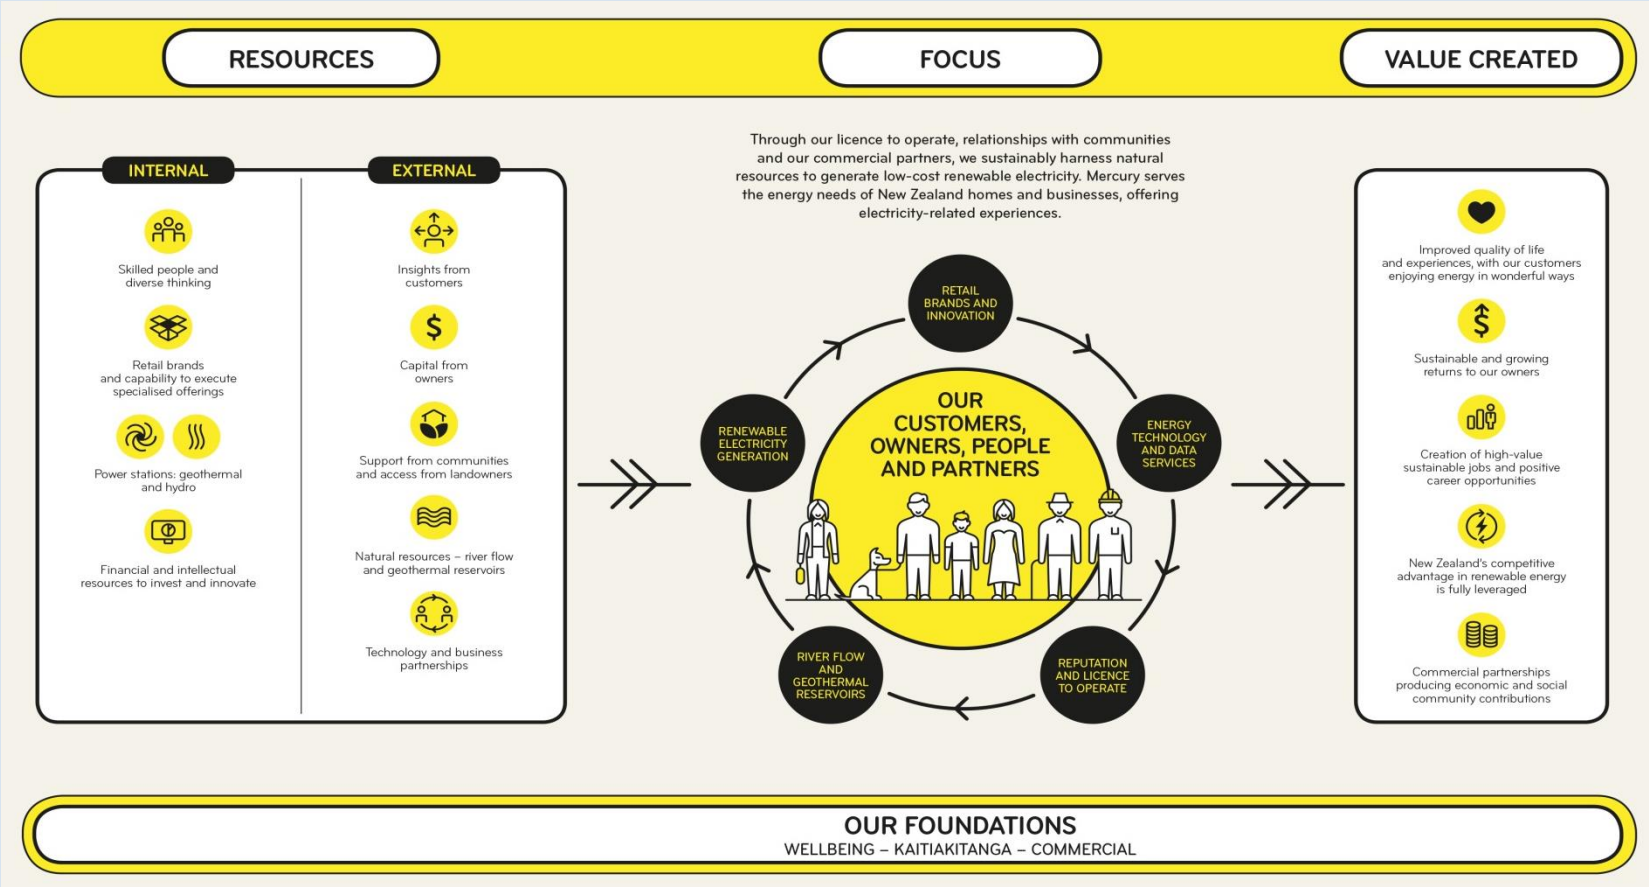 RESOURCES
FOCUS
VALUE CREATED
INTERNAL
Skilled people and
diverse thinking
Retail brands
and capability to execute
specialised offerings
Power stations: geothermal
and hydro
Financial and intellectual
resources to invest and innovate
EXTERNAL
Insights from
customers
$
Capital from
owners
Support from communities
and access from landowners
Natural resources – river flow
and geothermal reservoirs
Technology and business
partnerships
Through our licence to operate, relationships with communities
and our commercial partners, we sustainably harness natural
resources to generate low-cost renewable electricity. Mercury serves
the energy needs of New Zealand homes and businesses, offering
electricity-related experiences.
RETAIL
BRANDS AND
INNOVATION
ENERGY
TECHNOLOGY
AND DATA
SERVICES
REPUTATION
AND LICENCE
TO OPERATE
RIVER FLOW
AND
GEOTHERMAL
RESERVOIRS
RENEWABLE
ELECTRICITY
GENERATION
OUR
CUSTOMERS,
OWNERS, PEOPLE
AND PARTNERS
Improved quality of life
and experiences, with our customers
enjoying energy in wonderful ways
$
Sustainable and growing
returns to our owners
Creation of high-value
sustainable jobs and positive
career opportunities
New Zealand's competitive
advantage in renewable energy
is fully leveraged
Commercial partnerships
producing economic and social
community contributions
OUR FOUNDATIONS
WELLBEING – KAITIAKITANGA – COMMERCIAL